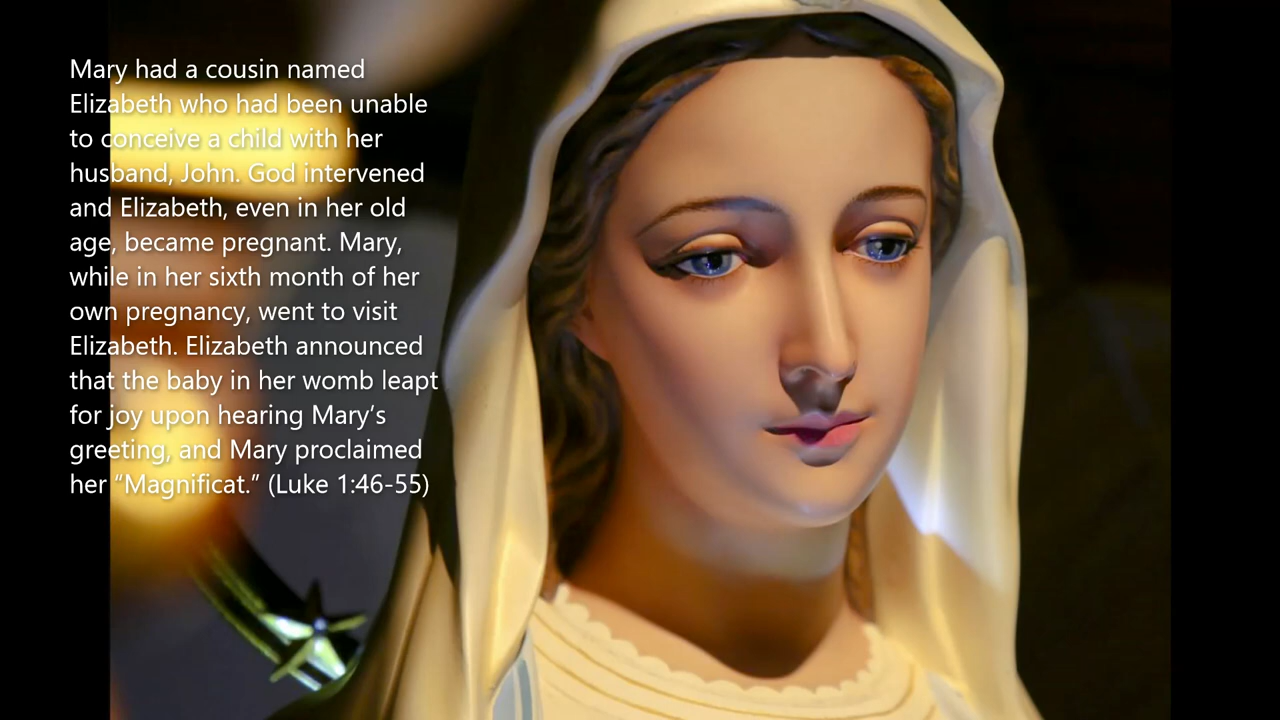 Mary had a cousin named
Elizabeth who had been unable
to conceive a child with her
husband, John. God intervened
and Elizabeth, even in her old
age, became pregnant. Mary,
while in her sixth month of her
own pregnancy, went to visit
Elizabeth. Elizabeth announced
that the baby in her womb leapt
for joy upon hearing Mary’s
greeting, and Mary proclaimed
her “Magnificat.” (Luke 1:46-55)